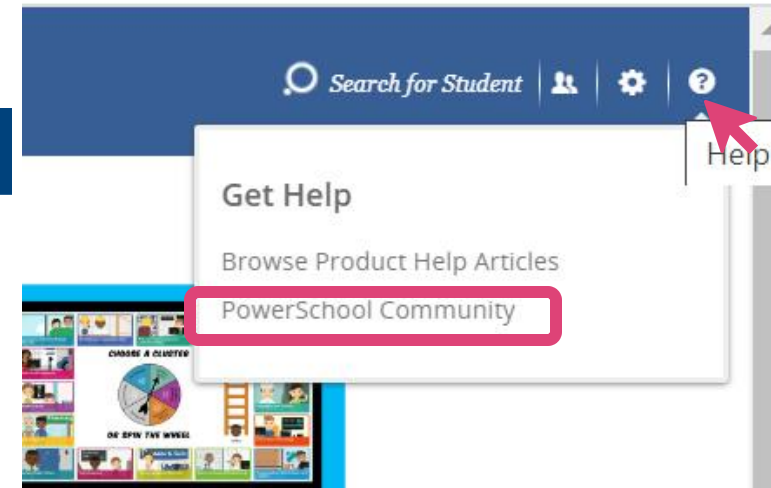 Search for Student
Help
Get Help
Browse Product Help Articles
PowerSchool Community
CHOOSE A CLUSTER
OR SPIN THE WHEEL